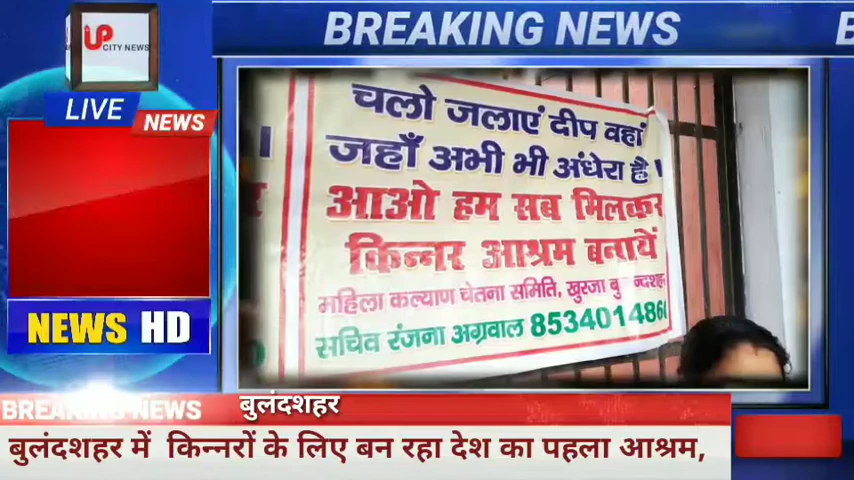 UP
CITY NEWS
BREAKING NEWS
B
LIVE
NEWS
चलो जलाएं दीप वहां
जहाँ अभी भी अंधेरा है !
आओ हम सब मिलकर
किन्नर आश्रम बनायें
महिला कल्याण चेतना समिति, खुरजा
सचिव रंजना अग्रवाल
NEWS HD
BREAKING NEWS
बुलंदशहर
बुलंदशहर में किन्नरों के लिए बन रहा देश का पहला आश्रम,